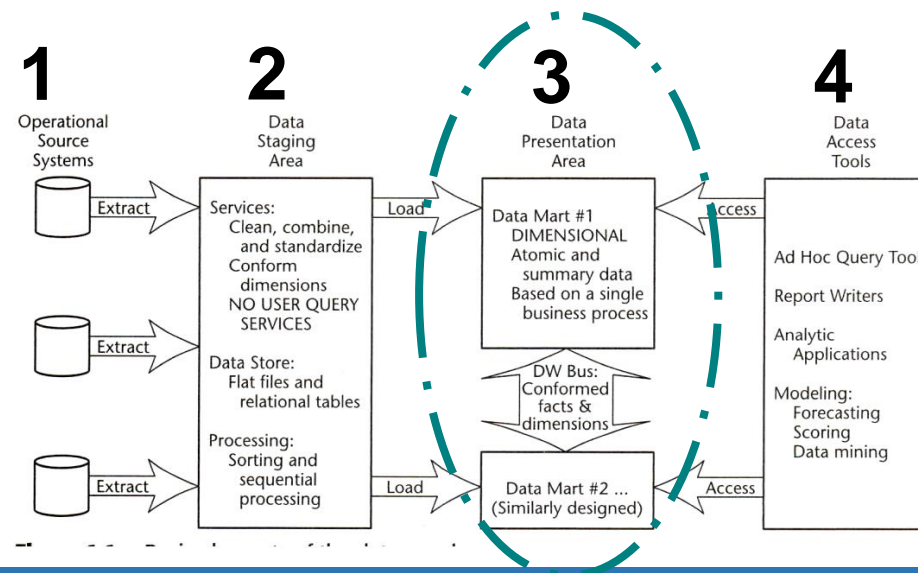 1
Operational
Source
Systems
Extract
Extract
Extract
2
Data
Staging
Area
Services:
Clean, combine,
and standardize
Conform
dimensions
NO USER QUERY
SERVICES
Data Store:
Flat files and
relational tables
Processing:
Sorting and
sequential
processing
Load
Load
3
Data
Presentation
Area
Data Mart #1
DIMENSIONAL
Atomic and
summary data
Based on a single
business process
DW Bus:
Conformed
facts &
dimensions
Data Mart #2 ...
(Similarly designed)
Access
Access
4
Data
Access
Tools
Ad Hoc Query Tool
Report Writers
Analytic
Applications
Modeling:
Forecasting
Scoring
Data mining